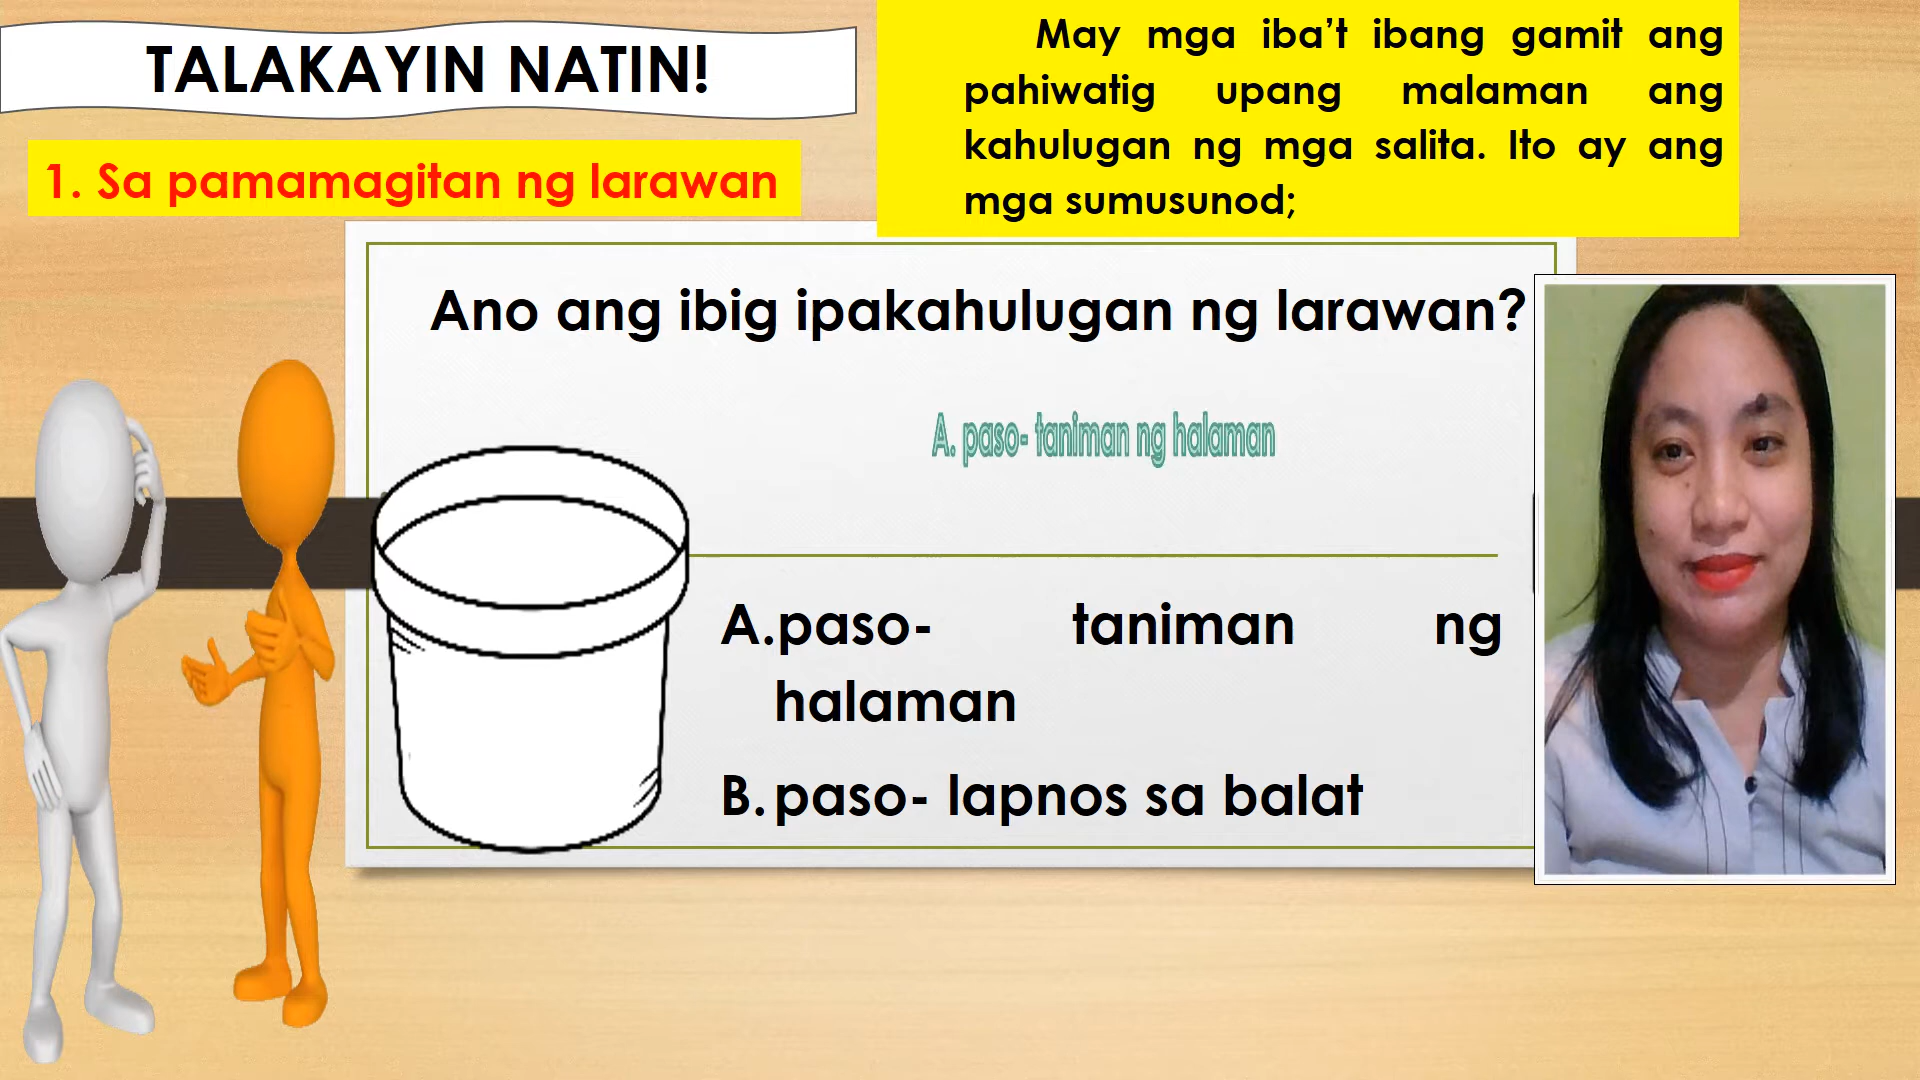 TALAKAYIN NATIN!
May mga iba’t ibang gamit ang
pahiwatig upang malaman ang
kahulugan ng mga salita. Ito ay ang
mga sumusunod;
1. Sa pamamagitan ng larawan
Ano ang ibig ipakahulugan ng larawan?
A. paso- taniman ng halaman
A.paso- taniman ng
halaman
B. paso- lapnos sa balat